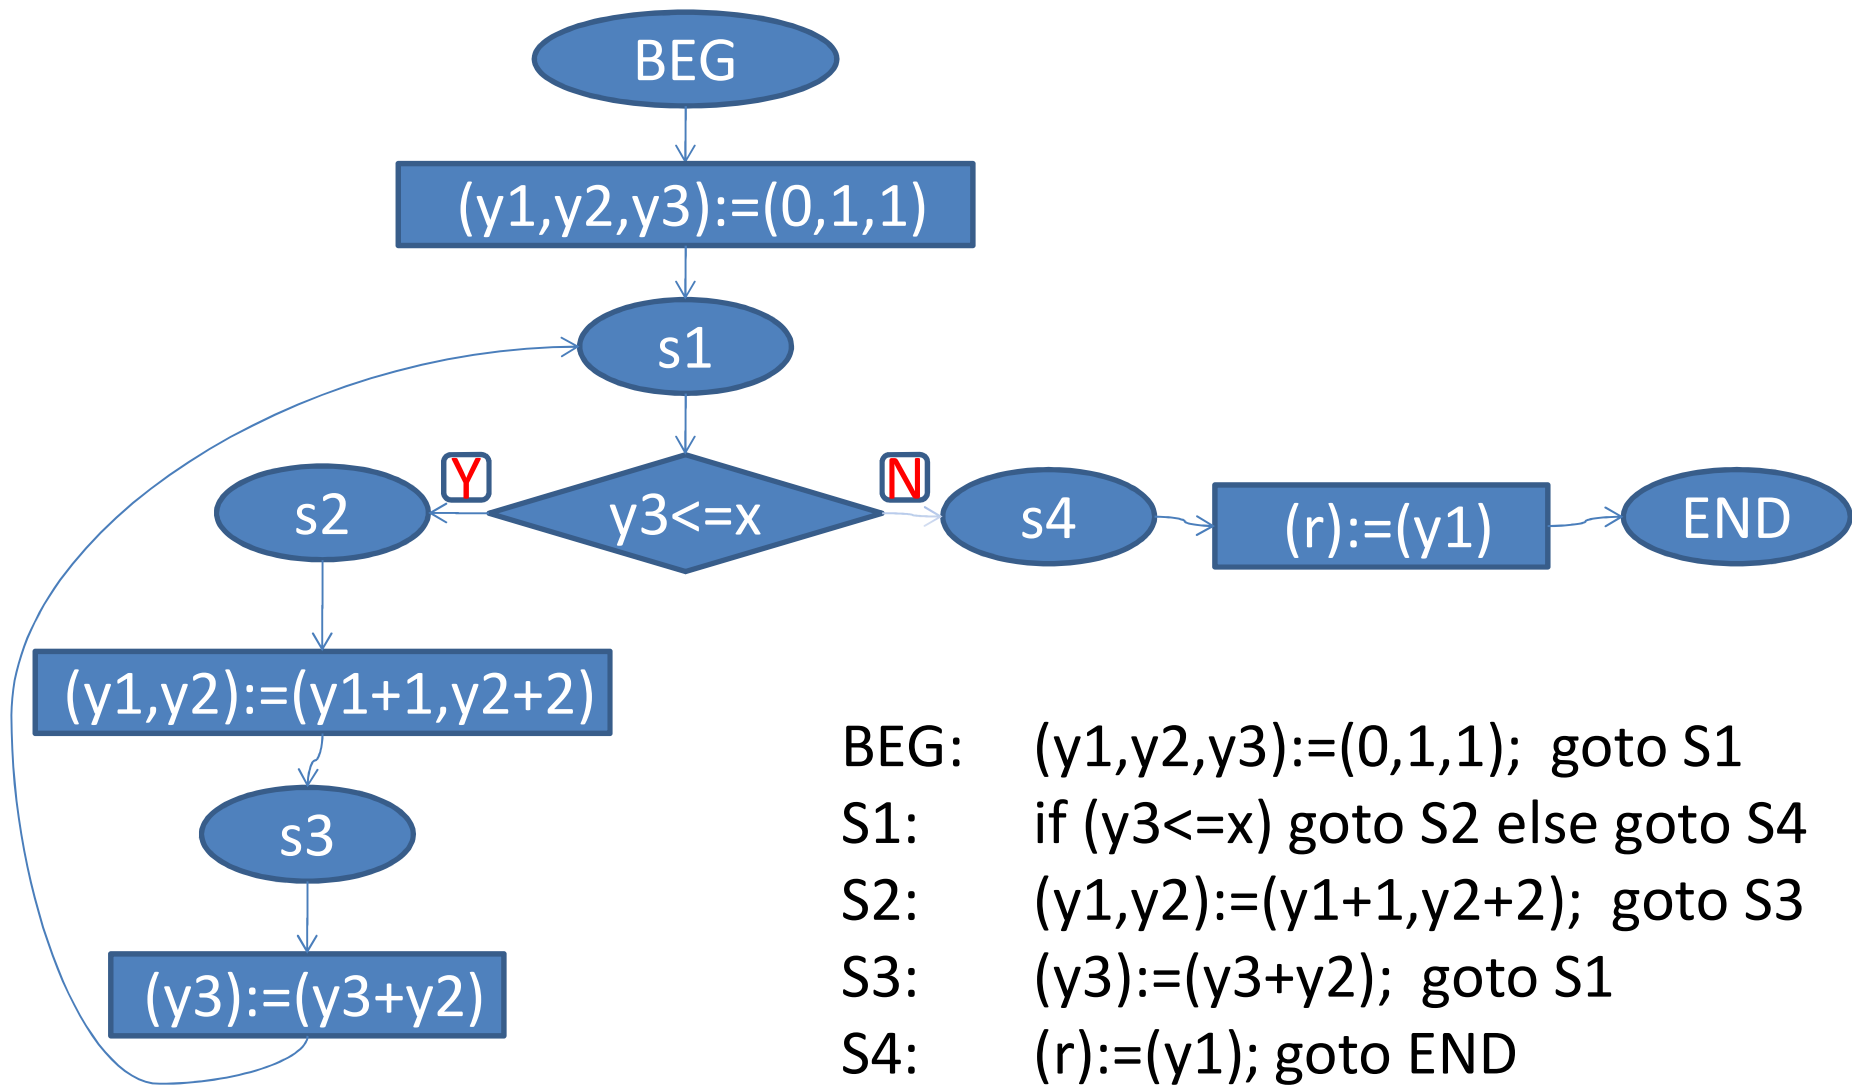 BEG
(y1,y2,y3):=(0,1,1)
s1
Y
N
s2
y3<=x
s4
(r):=(y1)
END
(y1,y2):=(y1+1,y2+2)
s3
(y3):=(y3+y2)
BEG: (y1,y2,y3):=(0,1,1); goto S1
S1: if (y3<=x) goto S2 else goto S4
S2: (y1,y2):=(y1+1,y2+2); goto S3
S3: (y3):=(y3+y2); goto S1
S4: (r):=(y1); goto END